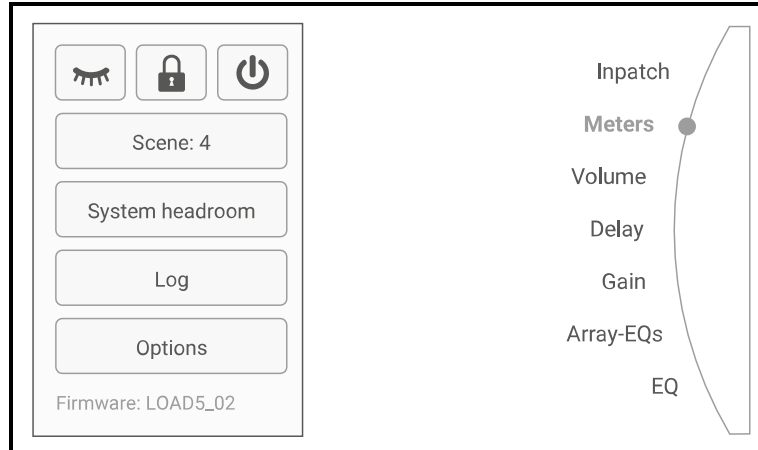 Scene: 4
System headroom
Log
Options
Firmware: LOAD5_02
Inpatch
Meters
Volume
Delay
Gain
Array-EQs
EQ